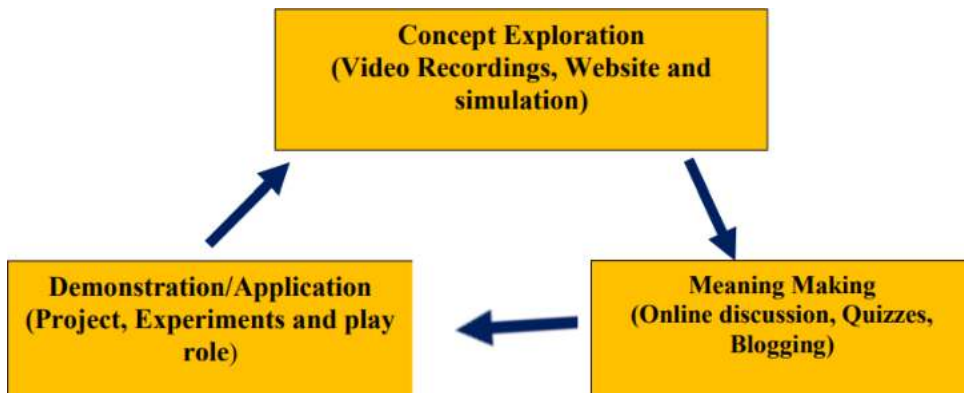 Concept Exploration
(Video Recordings, Website and
simulation)
Demonstration/Application
(Project, Experiments and play
role)
Meaning Making
(Online discussion, Quizzes,
Blogging)